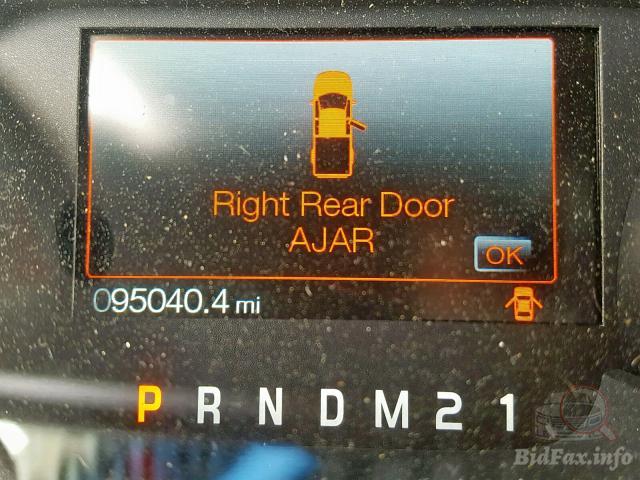 Right Rear Door
AJAR
OK
095040.4 mi
P R N D M 2 1
BidFax.info